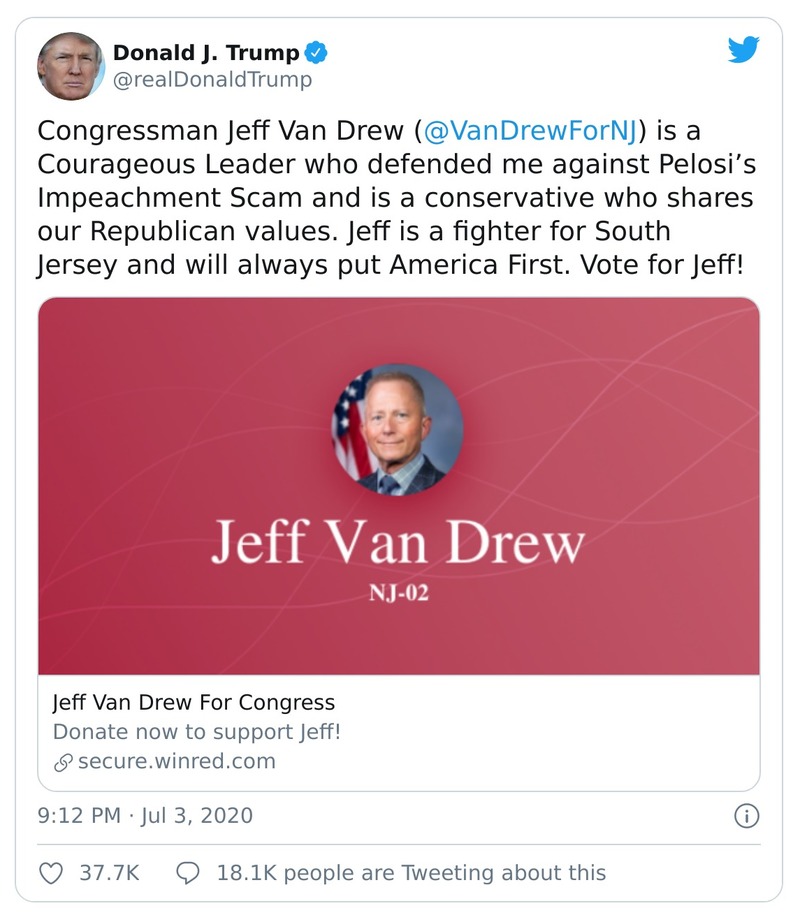 Donald J. Trump
@realDonaldTrump
Congressman Jeff Van Drew (@VanDrewForNJ) is a
Courageous Leader who defended me against Pelosi’s
Impeachment Scam and is a conservative who shares
our Republican values. Jeff is a fighter for South
Jersey and will always put America First. Vote for Jeff!
Jeff Van Drew
NJ-02
Jeff Van Drew For Congress
Donate now to support Jeff!
secure.winred.com
9:12 PM · Jul 3, 2020
37.7K 18.1K people are Tweeting about this